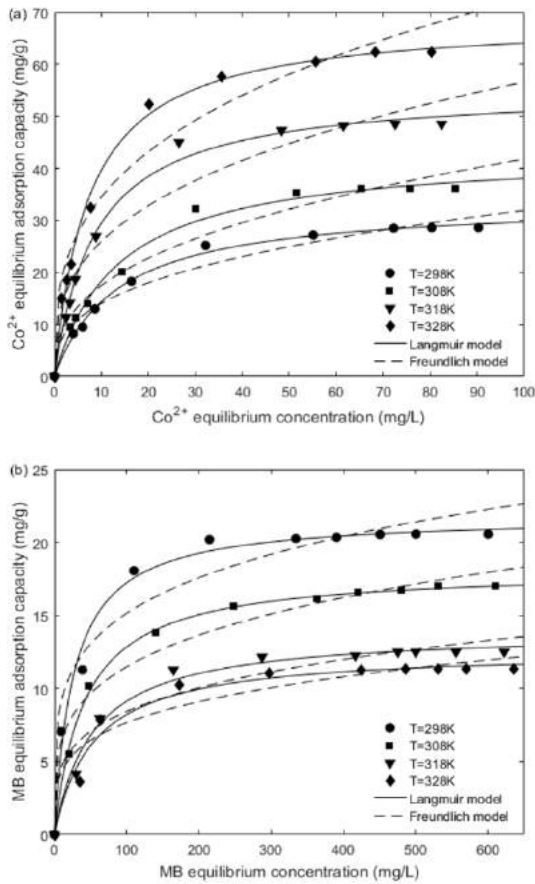 (a)
70
60
50
40
30
20
10
0
Co²⁺ equilibrium adsorption capacity (mg/g)
T=298K
T=308K
T=318K
T=328K
Langmuir model
Freundlich model
0 10 20 30 40 50 60 70 80 90 100
Co²⁺ equilibrium concentration (mg/L)
(b)
25
20
15
10
5
0
MB equilibrium adsorption capacity (mg/g)
T=298K
T=308K
T=318K
T=328K
Langmuir model
Freundlich model
0 100 200 300 400 500 600
MB equilibrium concentration (mg/L)